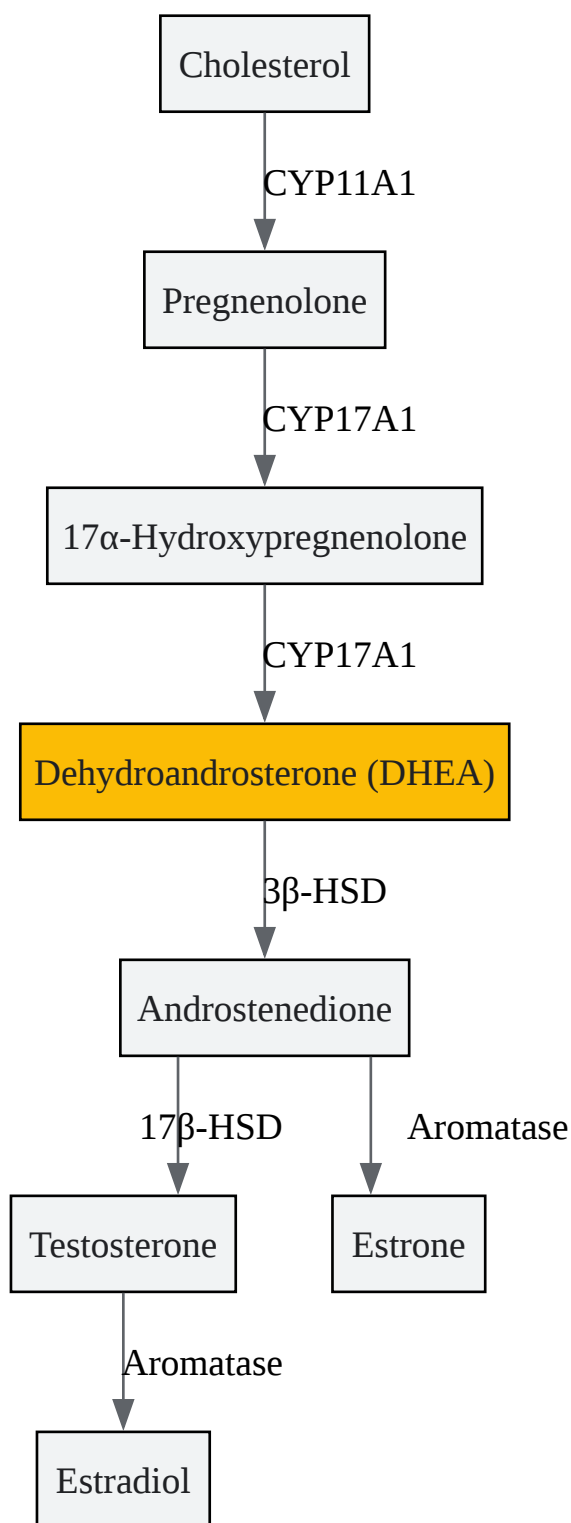 Cholesterol
CYP11A1
Pregnenolone
CYP17A1
17α-Hydroxypregnenolone
CYP17A1
Dehydroandrosterone (DHEA)
3β-HSD
Androstenedione
17β-HSD
Aromatase
Testosterone
Estrone
Aromatase
Estradiol